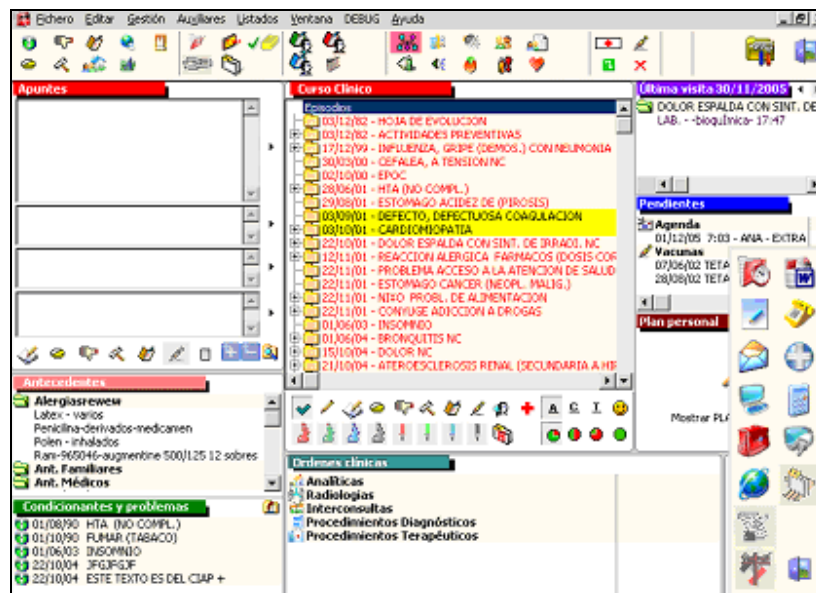 Fichero Editar Gestión Auxiliares Listados Ventana DEBUG Ayuda
Apuntes
Antecedentes
Alergiasrewew
Latex - varios
Penicilina-derivados-medicamen
Polen - inhalados
Ram-965046-augmentine 500/125 12 sobres
Ant. Familiares
Ant. Médicos
Condicionantes y problemas
01/08/90 HTA (NO COMPL.)
01/10/90 FUMAR (TABACO)
01/06/03 INSOMNIO
22/10/04 JFGJFGJF
22/10/04 ESTE TEXTO ES DEL CIAP +
Curso Clínico
Episodios
03/12/82 - HOJA DE EVOLUCION
03/12/82 - ACTIVIDADES PREVENTIVAS
17/12/99 - INFLUENZA, GRIPE (DEMOS.) CON NEUMONIA
30/03/00 - CEFALEA, A TENSION NC
02/10/00 - EPOC
28/06/01 - HTA (NO COMPL.)
29/08/01 - ESTOMAGO ACIDEZ DE (PIROSIS)
03/09/01 - DEFECTO, DEFECTUOSA COAGULACION
03/10/01 - CARDIOMIOPATIA
22/10/01 - DOLOR ESPALDA CON SINT. DE IRRADI. NC
12/11/01 - REACCION ALERGICA FARMACOS (DOSIS COR
22/11/01 - PROBLEMA ACCESO A LA ATENCION DE SALUD
22/11/01 - ESTOMAGO CANCER (NEOPL. MALIG.)
22/11/01 - NI¤O PROBL. DE ALIMENTACION
22/11/01 - CONYUGE ADICCION A DROGAS
01/06/03 - INSOMNIO
01/06/04 - BRONQUITIS NC
15/10/04 - DOLOR NC
21/10/04 - ATEROESCLEROSIS RENAL (SECUNDARIA A HI
A S I
Ordenes clínicas
Analíticas
Radiologias
Interconsultas
Procedimientos Diagnósticos
Procedimientos Terapéuticos
Última visita 30/11/2005
DOLOR ESPALDA CON SINT. DE
LAB. - -bioquímica- 17:47
Pendientes
Agenda
01/12/05 7:03 - ANA - EXTRA
Vacunas
07/06/02 TETA
28/08/02 TETA
Plan personal
Mostrar PLA